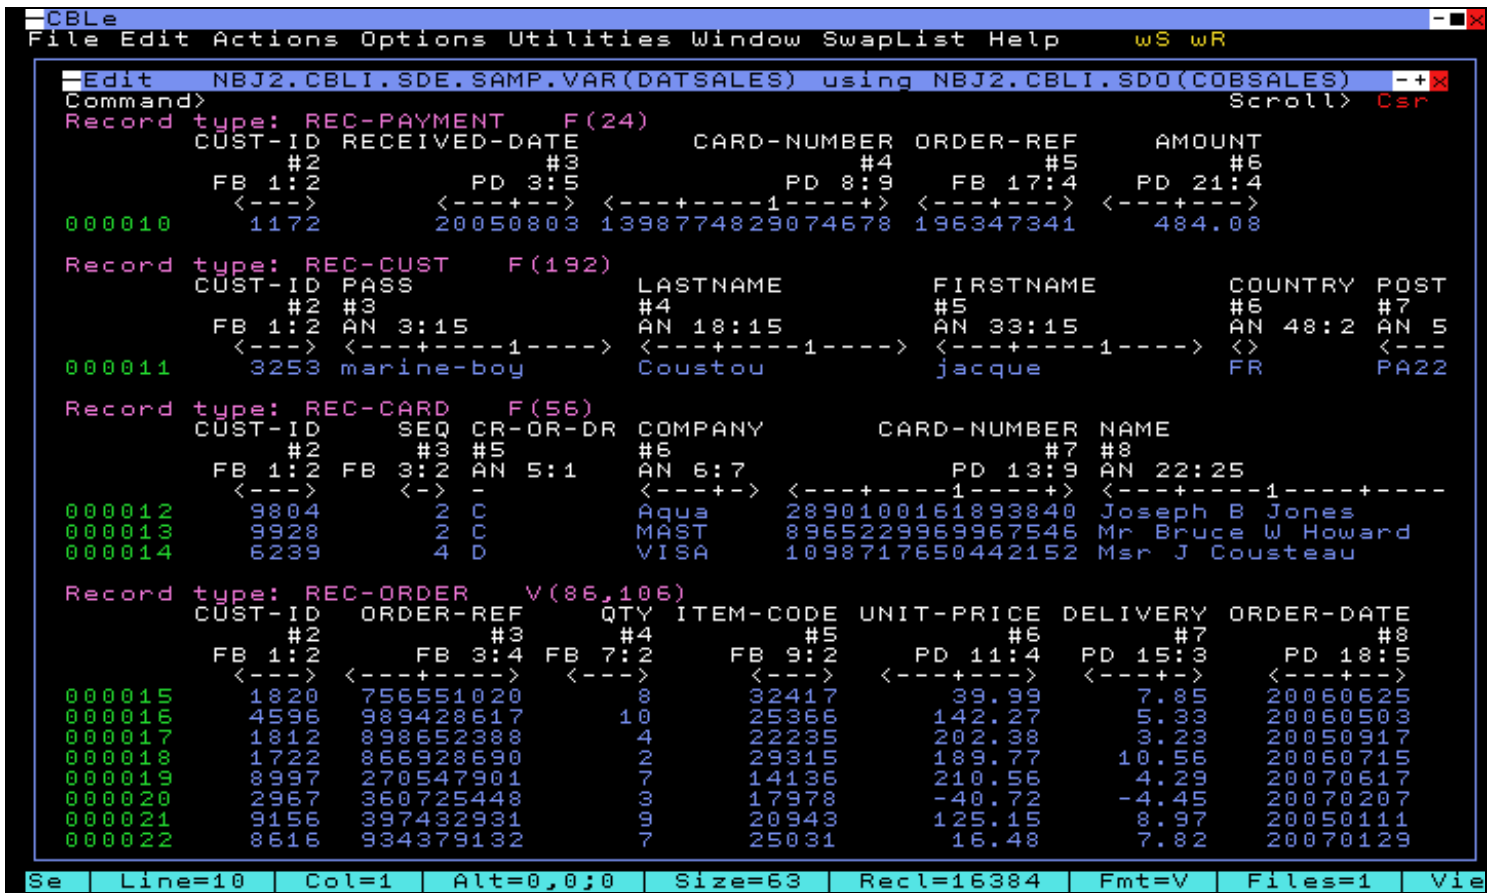 CBLe
File Edit Actions Options Utilities Window SwapList Help wS wR
Edit NBJ2.CBLI.SDE.SAMP.VAR(DATSALES) using NBJ2.CBLI.SDO(COBSALES)
Command> Scroll> Csr
Record type: REC-PAYMENT F(24)
CUST-ID RECEIVED-DATE CARD-NUMBER ORDER-REF AMOUNT
#2 #3 #4 #5 #6
FB 1:2 PD 3:5 PD 8:9 FB 17:4 PD 21:4
<---> <---+--> <---+----1----+> <---+---> <---+--->
000010 1172 20050803 1398774829074678 196347341 484.08
Record type: REC-CUST F(192)
CUST-ID PASS LASTNAME FIRSTNAME COUNTRY POST
#2 #3 #4 #5 #6 #7
FB 1:2 AN 3:15 AN 18:15 AN 33:15 AN 48:2 AN 5
<---> <---+----1----> <---+----1----> <---+----1----> <> <---
000011 3253 marine-boy Coustou jacque FR PA22
Record type: REC-CARD F(56)
CUST-ID SEQ CR-OR-DR COMPANY CARD-NUMBER NAME
#2 #3 #5 #6 #7 #8
FB 1:2 FB 3:2 AN 5:1 AN 6:7 PD 13:9 AN 22:25
<---> <-> - <---+-> <---+----1----+> <---+----1----+----
000012 9804 2 C Aqua 2890100161893840 Joseph B Jones
000013 9928 2 C MAST 8965229969967546 Mr Bruce W Howard
000014 6239 4 D VISA 1098717650442152 Msr J Cousteau
Record type: REC-ORDER V(86,106)
CUST-ID ORDER-REF QTY ITEM-CODE UNIT-PRICE DELIVERY ORDER-DATE
#2 #3 #4 #5 #6 #7 #8
FB 1:2 FB 3:4 FB 7:2 FB 9:2 PD 11:4 PD 15:3 PD 18:5
<---> <---+----> <---> <---> <---+---> <---+-> <---+-->
000015 1820 756551020 8 32417 39.99 7.85 20060625
000016 4596 989428617 10 25366 142.27 5.33 20060503
000017 1812 898652388 4 22235 202.38 3.23 20050917
000018 1722 866928690 2 29315 189.77 10.56 20060715
000019 8997 270547901 7 14136 210.56 4.29 20070617
000020 2967 360725448 3 17978 -40.72 -4.45 20070207
000021 9156 397432931 9 20943 125.15 8.97 20050111
000022 8616 934379132 7 25031 16.48 7.82 20070129
Se Line=10 Col=1 Alt=0,0;0 Size=63 Recl=16384 Fmt=V Files=1 Vie